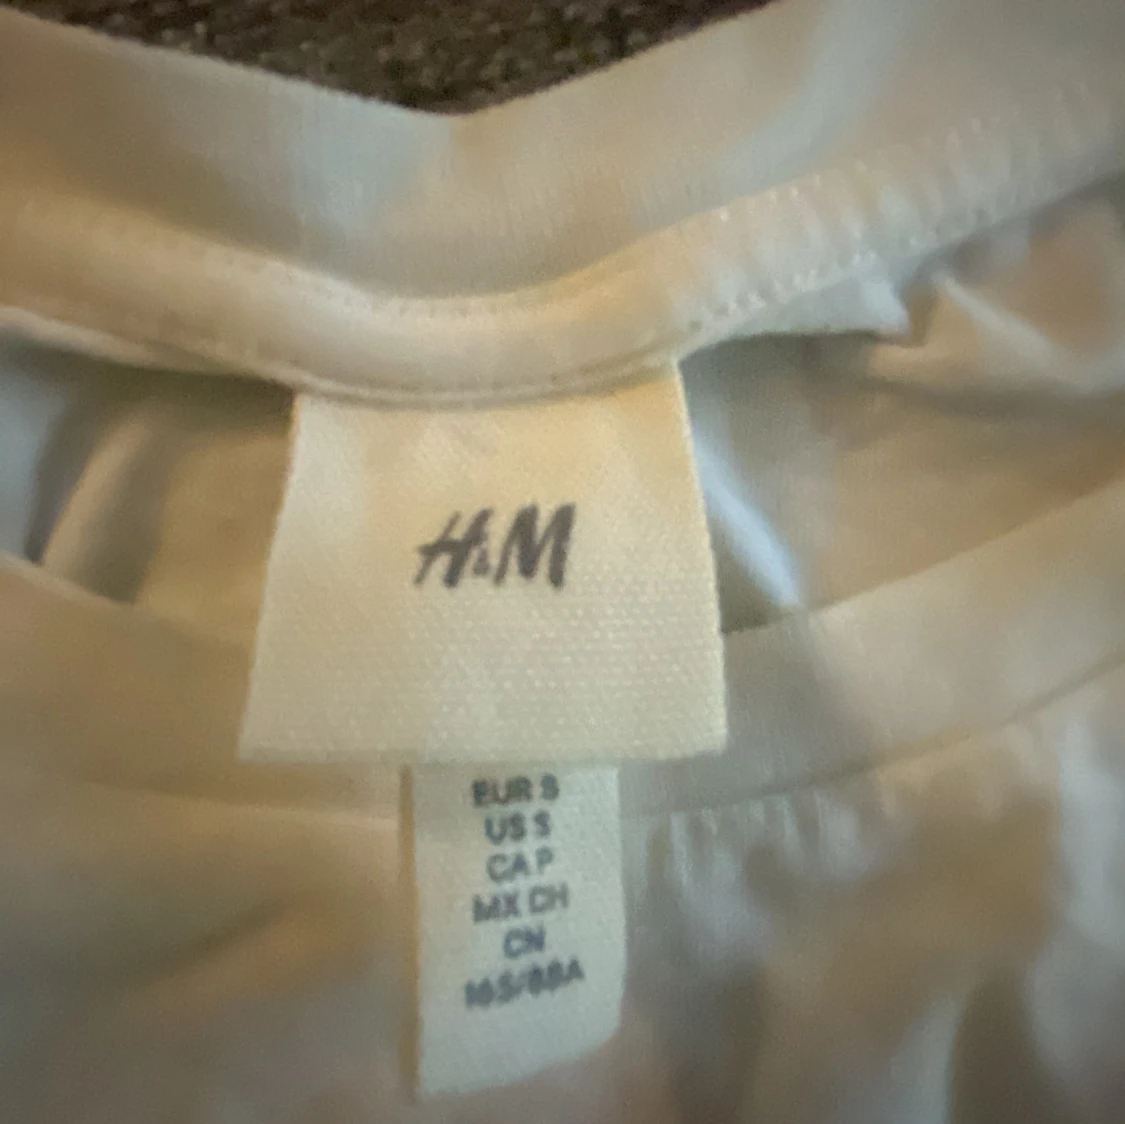 H&M
EUR S
US S
CA P
MX CH
CN
165/88A